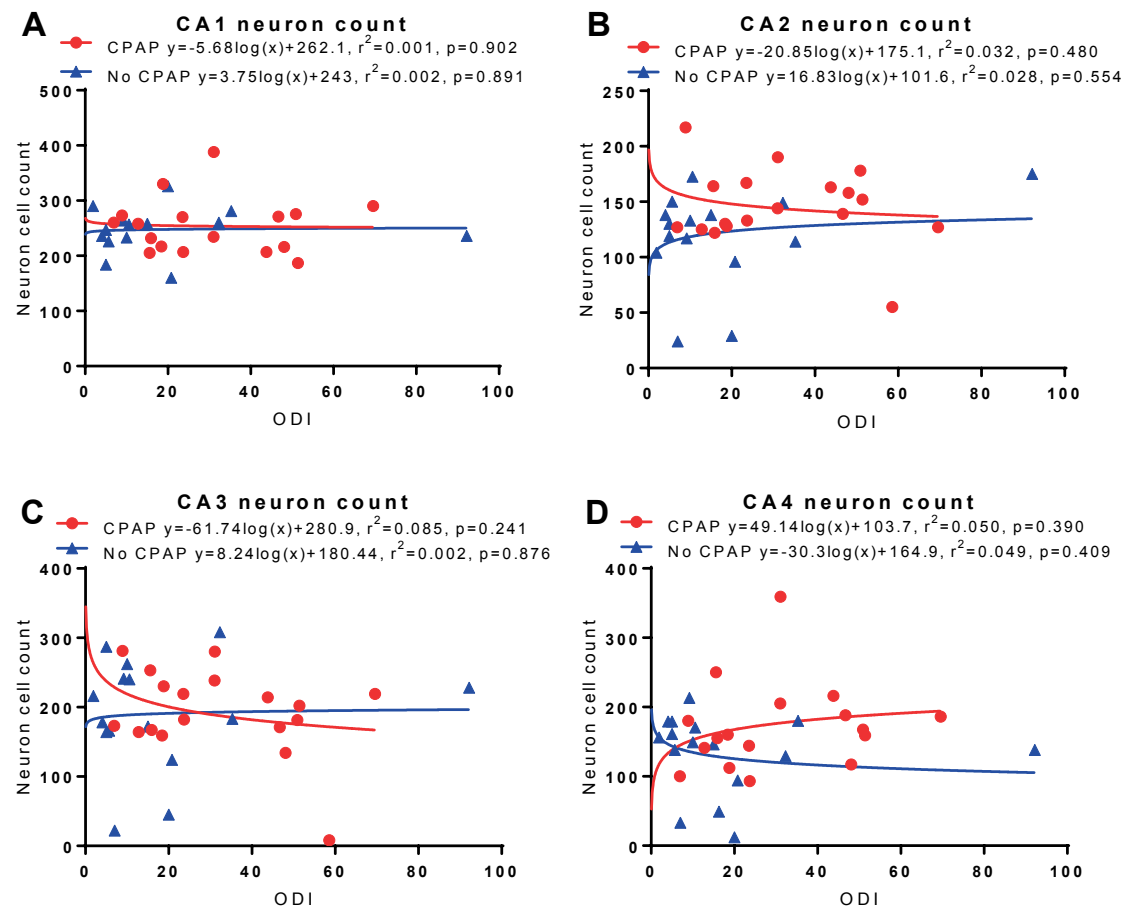 A CA1 neuron count
CPAP y=-5.68log(x)+262.1, r²=0.001, p=0.902
No CPAP y=3.75log(x)+243, r²=0.002, p=0.891
500
400
300
200
100
0
Neuron cell count
0 20 40 60 80 100
ODI
B CA2 neuron count
CPAP y=-20.85log(x)+175.1, r²=0.032, p=0.480
No CPAP y=16.83log(x)+101.6, r²=0.028, p=0.554
250
200
150
100
50
0
Neuron cell count
0 20 40 60 80 100
ODI
C CA3 neuron count
CPAP y=-61.74log(x)+280.9, r²=0.085, p=0.241
No CPAP y=8.24log(x)+180.44, r²=0.002, p=0.876
400
300
200
100
0
Neuron cell count
0 20 40 60 80 100
ODI
D CA4 neuron count
CPAP y=49.14log(x)+103.7, r²=0.050, p=0.390
No CPAP y=-30.3log(x)+164.9, r²=0.049, p=0.409
400
300
200
100
0
Neuron cell count
0 20 40 60 80 100
ODI